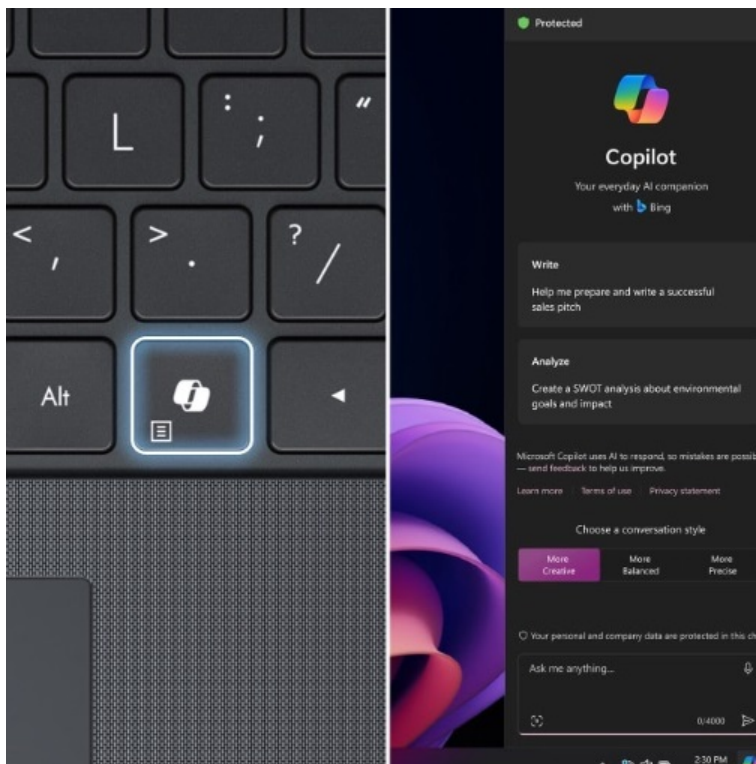 L
:
;
"
<
,
>
.
?
/
Alt
Protected
Copilot
Your everyday AI companion
with Bing
Write
Help me prepare and write a successful
sales pitch
Analyze
Create a SWOT analysis about environmental
goals and impact
Microsoft Copilot uses AI to respond, so mistakes are
— send feedback to help us improve.
Learn more Terms of use Privacy statement
Choose a conversation style
More
Creative
More
Balanced
More
Precise
Your personal and company data are protected in this
Ask me anything...
0/4000
2:30 PM